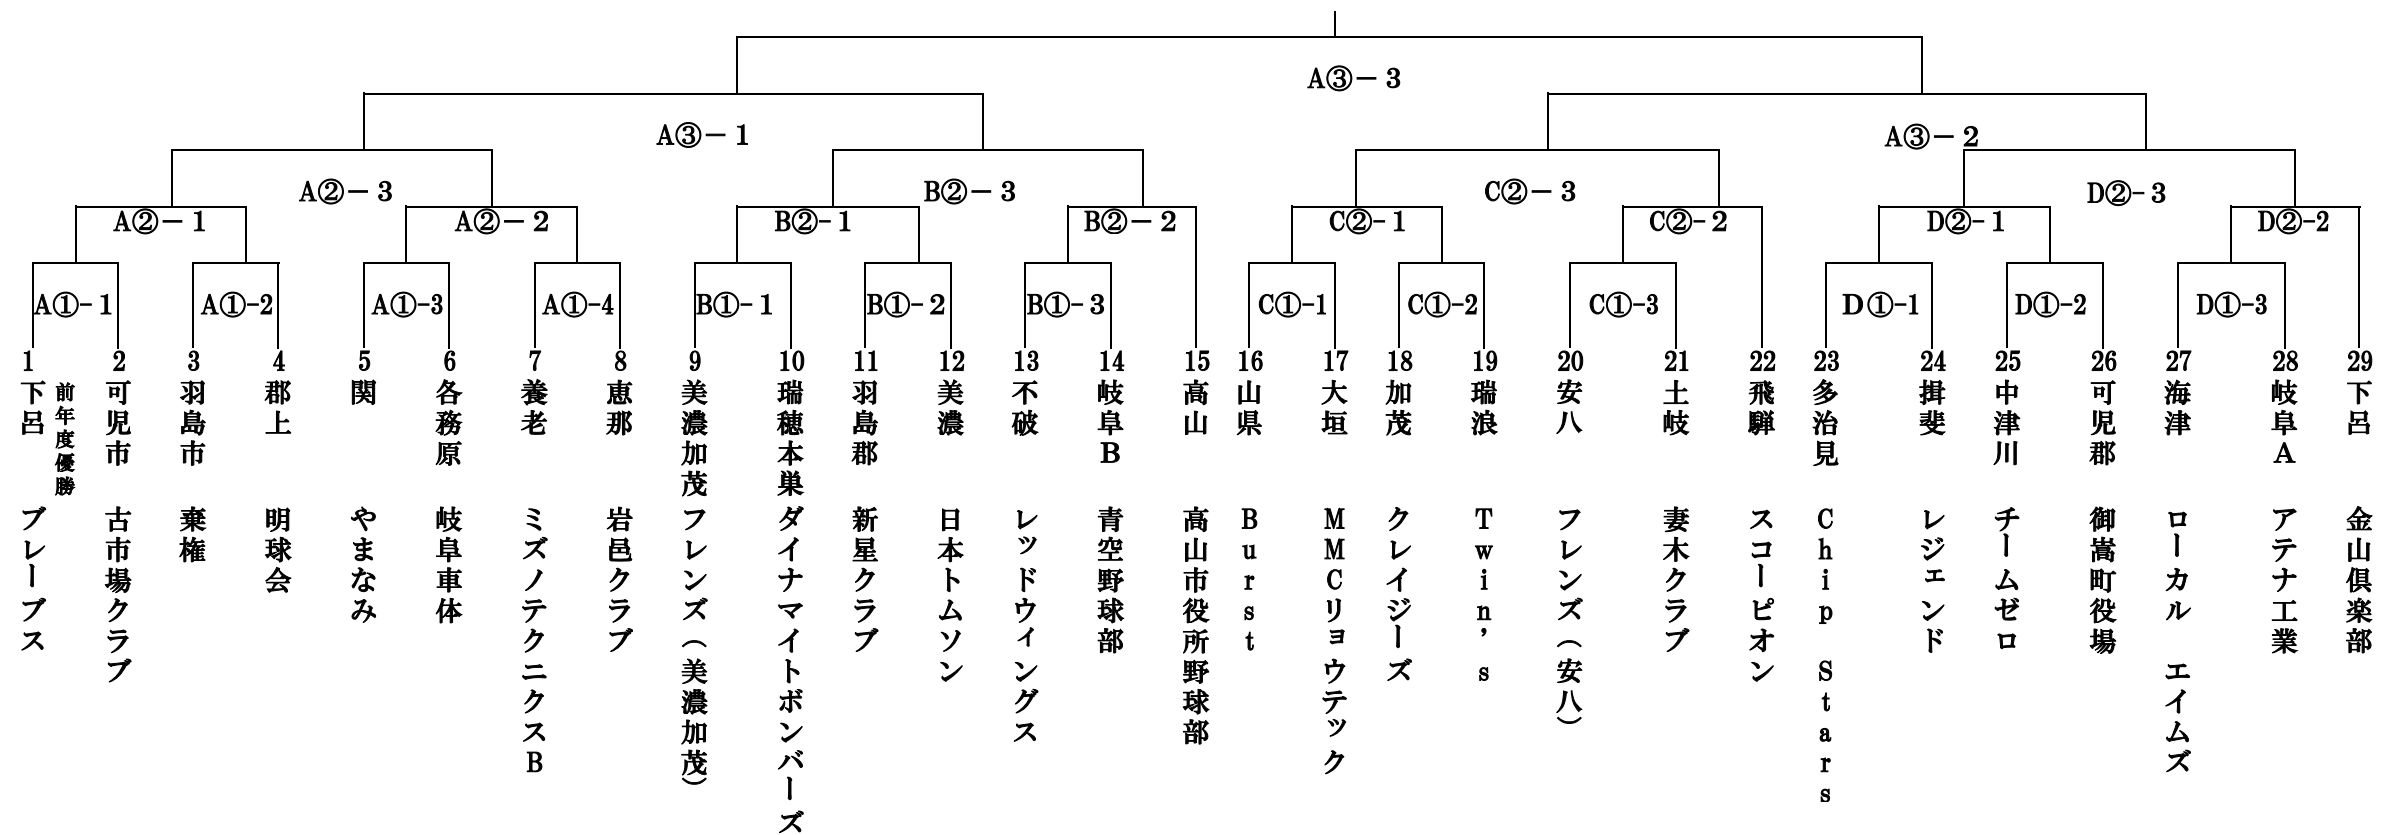 A③－3
A③－1
A③－2
A②－3
B②－3
C②－3
D②-3
A②－1
A②－2
B②-1
B②－2
C②-1
C②-2
D②-1
D②-2
A①-1
A①-2
A①-3
A①-4
B①-1
B①-2
B①-3
C①-1
C①-2
C①-3
D①-1
D①-2
D①-3
1 下呂 ブレーブス
前年度優勝
2 可児市 古市場クラブ
3 羽島市 棄権
4 郡上 明球会
5 関 やまなみ
6 各務原 岐阜車体
7 養老 ミズノテクニクスB
8 恵那 岩邑クラブ
9 美濃加茂 フレンズ（美濃加茂）
10 瑞穂本巣 ダイナマイトボンバーズ
11 羽島郡 新星クラブ
12 美濃 日本トムソン
13 不破 レッドウィングス
14 岐阜B 青空野球部
15 高山 高山市役所野球部
16 山県 Burst
17 大垣 MMCリョウテック
18 加茂 クレイジーズ
19 瑞浪 Twin's
20 安八 フレンズ（安八）
21 土岐 妻木クラブ
22 飛騨 スコーピオン
23 多治見 Chip Stars
24 揖斐 レジェンド
25 中津川 チームゼロ
26 可児郡 御嵩町役場
27 海津 ローカル エイムズ
28 岐阜A アテナ工業
29 下呂 金山倶楽部